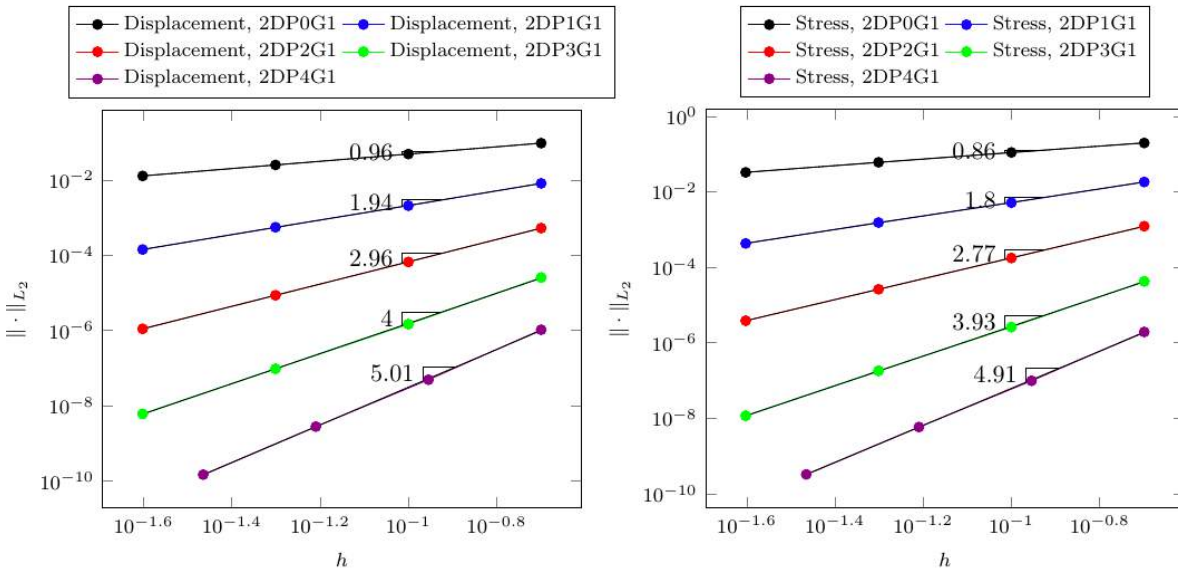 Displacement, 2DP0G1 Displacement, 2DP1G1
Displacement, 2DP2G1 Displacement, 2DP3G1
Displacement, 2DP4G1
10^{-2}
10^{-4}
10^{-6}
10^{-8}
10^{-10}
‖ · ‖_{L_2}
0.96
1.94
2.96
4
5.01
10^{-1.6} 10^{-1.4} 10^{-1.2} 10^{-1} 10^{-0.8}
h
Stress, 2DP0G1 Stress, 2DP1G1
Stress, 2DP2G1 Stress, 2DP3G1
Stress, 2DP4G1
10^{0}
10^{-2}
10^{-4}
10^{-6}
10^{-8}
10^{-10}
‖ · ‖_{L_2}
0.86
1.8
2.77
3.93
4.91
10^{-1.6} 10^{-1.4} 10^{-1.2} 10^{-1} 10^{-0.8}
h